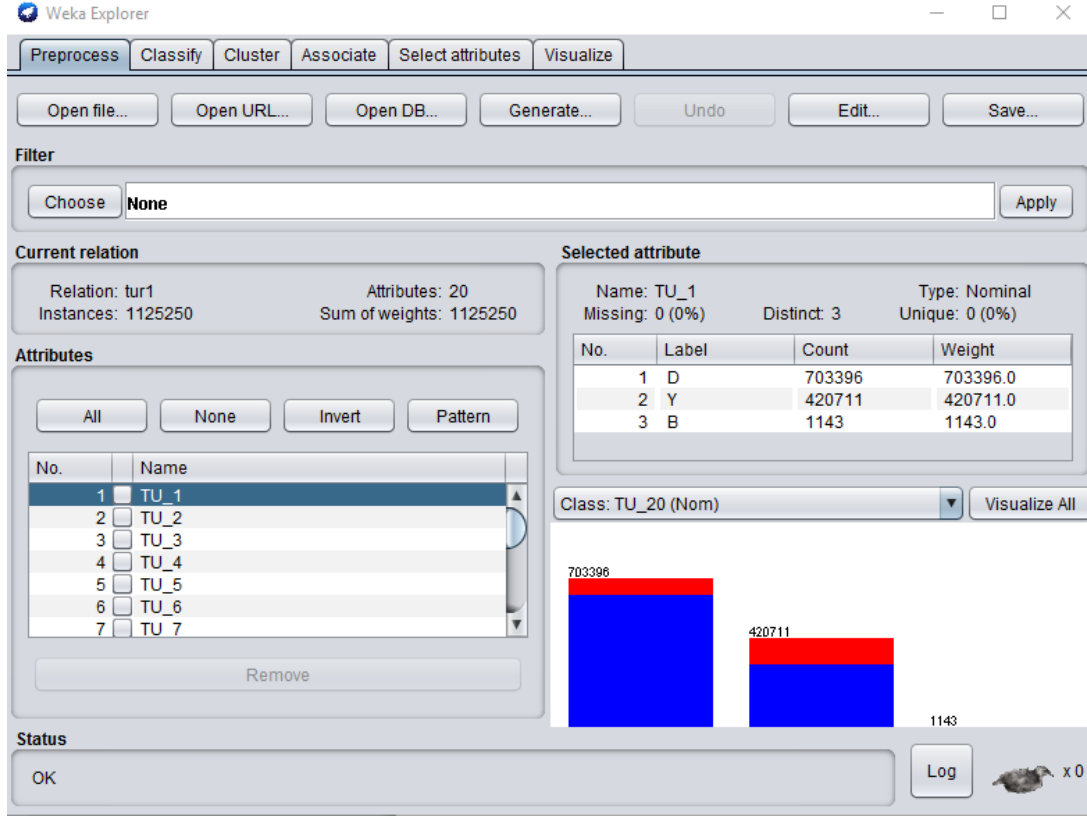 Weka Explorer
Preprocess Classify Cluster Associate Select attributes Visualize
Open file... Open URL... Open DB... Generate... Undo Edit... Save...
Filter
Choose None Apply
Current relation
Relation: tur1 Attributes: 20
Instances: 1125250 Sum of weights: 1125250
Attributes
All None Invert Pattern
No. Name
1 TU_1
2 TU_2
3 TU_3
4 TU_4
5 TU_5
6 TU_6
7 TU_7
Remove
Selected attribute
Name: TU_1 Type: Nominal
Missing: 0 (0%) Distinct: 3 Unique: 0 (0%)
No. Label Count Weight
1 D 703396 703396.0
2 Y 420711 420711.0
3 B 1143 1143.0
Class: TU_20 (Nom) Visualize All
703396
420711
1143
Status
OK
Log x 0